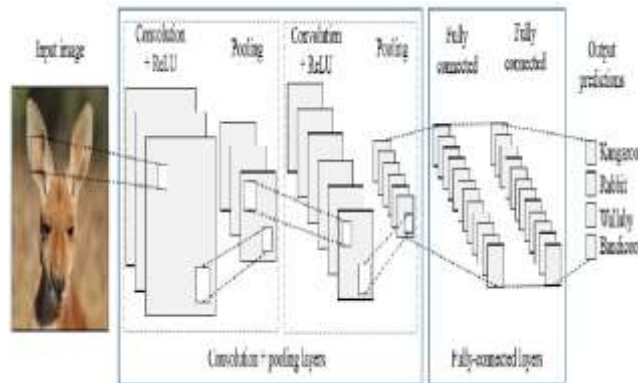 Input image
Convolution
+ ReLU
Pooling
Convolution
+ ReLU
Pooling
Fully
connected
Fully
connected
Output
predictions
Kangaroo
Rabbit
Wallaby
Bandicoot
Convolution + pooling layers
Fully-connected layers